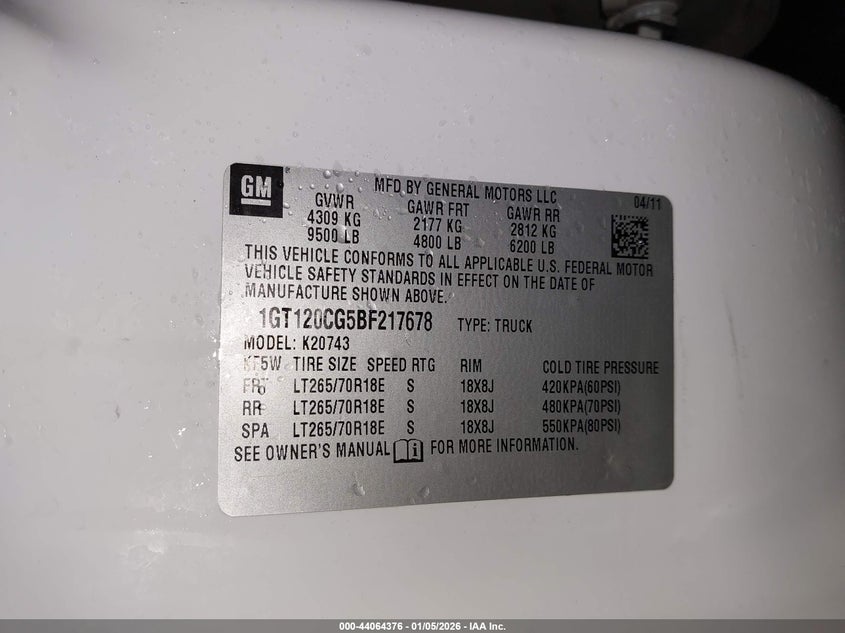 GM
MFD BY GENERAL MOTORS LLC
04/11
GVWR GAWR FRT GAWR RR
4309 KG 2177 KG 2812 KG
9500 LB 4800 LB 6200 LB
THIS VEHICLE CONFORMS TO ALL APPLICABLE U.S. FEDERAL MOTOR
VEHICLE SAFETY STANDARDS IN EFFECT ON THE DATE OF
MANUFACTURE SHOWN ABOVE.
1GT120CG5BF217678 TYPE: TRUCK
MODEL: K20743
KF5W TIRE SIZE SPEED RTG RIM COLD TIRE PRESSURE
FRT LT265/70R18E S 18X8J 420KPA(60PSI)
RR LT265/70R18E S 18X8J 480KPA(70PSI)
SPA LT265/70R18E S 18X8J 550KPA(80PSI)
SEE OWNER'S MANUAL FOR MORE INFORMATION.
000-44064376 - 01/05/2026 - IAA Inc.